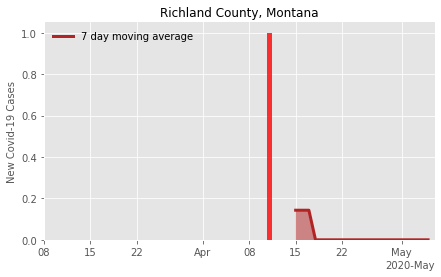 Richland County, Montana
7 day moving average
New Covid-19 Cases
1.0
0.8
0.6
0.4
0.2
0.0
08
15
22
Apr
08
15
22
May
2020-May